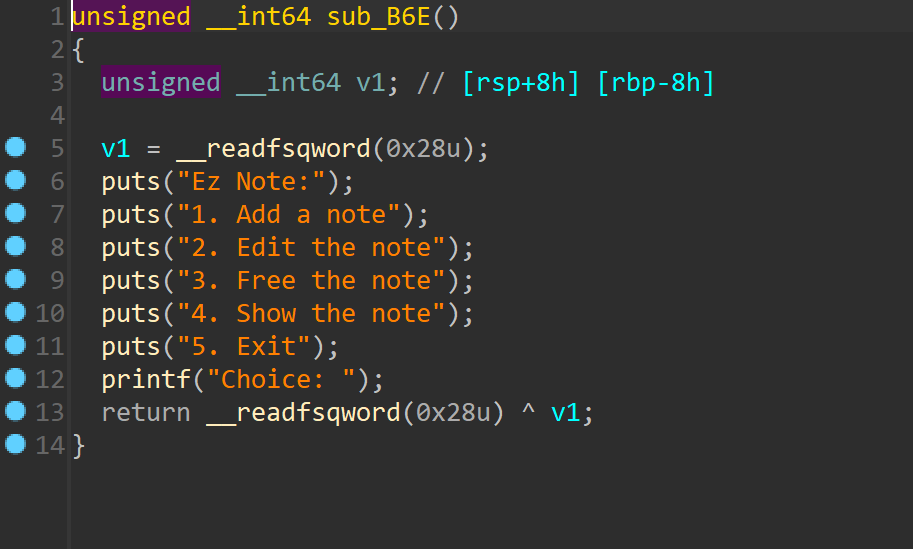 1 unsigned __int64 sub_B6E()
2 {
3   unsigned __int64 v1; // [rsp+8h] [rbp-8h]
4
5   v1 = __readfsqword(0x28u);
6   puts("Ez Note:");
7   puts("1. Add a note");
8   puts("2. Edit the note");
9   puts("3. Free the note");
10   puts("4. Show the note");
11   puts("5. Exit");
12   printf("Choice: ");
13   return __readfsqword(0x28u) ^ v1;
14 }